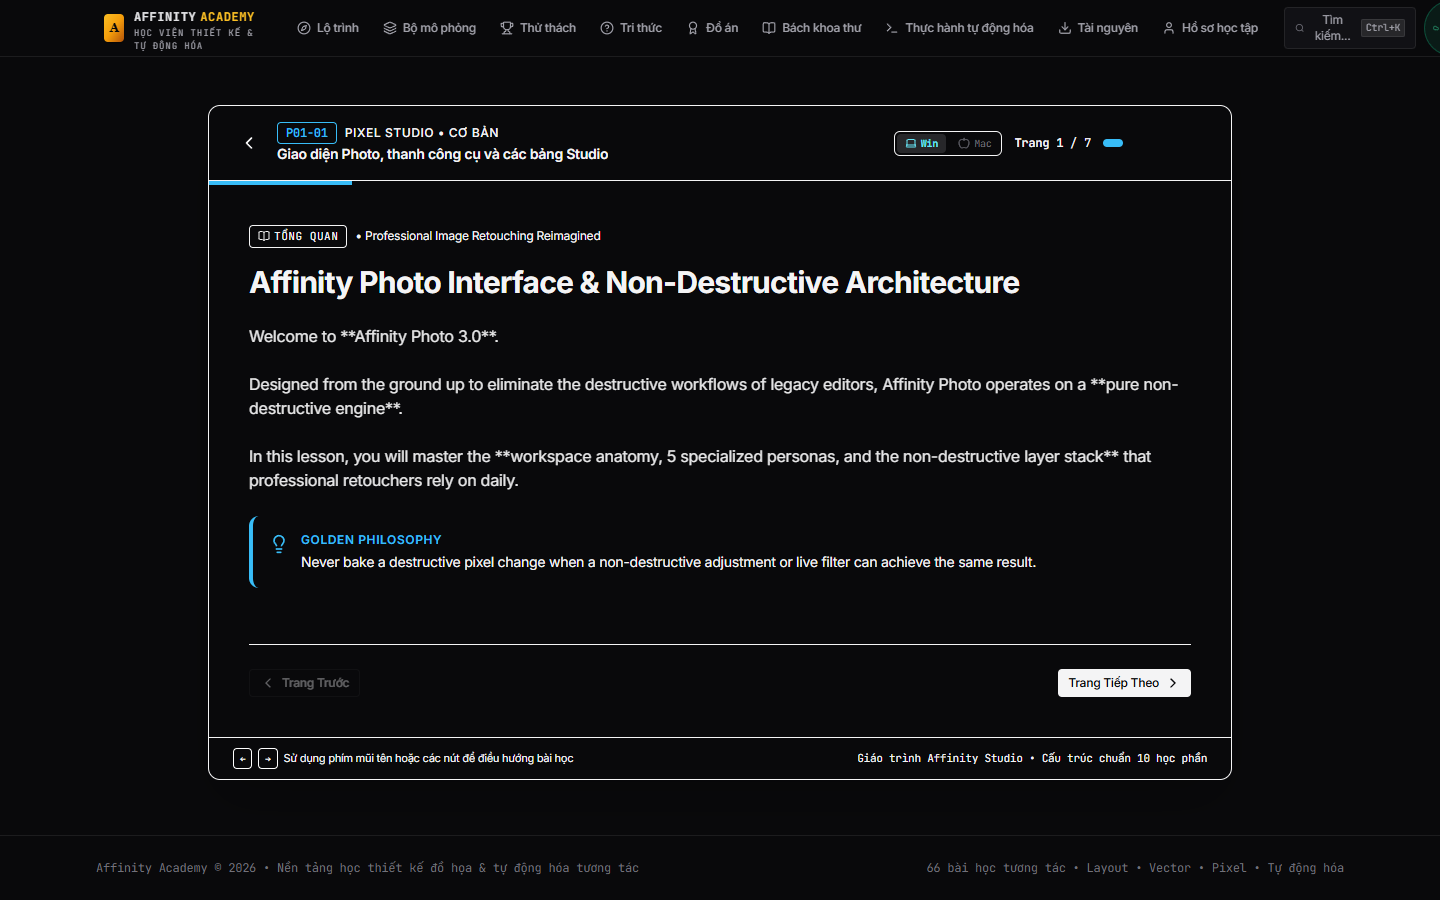 A
AFFINITY ACADEMY
HỌC VIỆN THIẾT KẾ &
TỰ ĐỘNG HÓA
Lộ trình
Bộ mô phỏng
Thử thách
Tri thức
Đồ án
Bách khoa thư
Thực hành tự động hóa
Tài nguyên
Hồ sơ học tập
Tìm
kiếm...
Ctrl+K
P01-01 PIXEL STUDIO • CƠ BẢN
Giao diện Photo, thanh công cụ và các bảng Studio
Win
Mac
Trang 1 / 7
TỔNG QUAN • Professional Image Retouching Reimagined
Affinity Photo Interface & Non-Destructive Architecture
Welcome to **Affinity Photo 3.0**.
Designed from the ground up to eliminate the destructive workflows of legacy editors, Affinity Photo operates on a **pure non-
destructive engine**.
In this lesson, you will master the **workspace anatomy, 5 specialized personas, and the non-destructive layer stack** that
professional retouchers rely on daily.
GOLDEN PHILOSOPHY
Never bake a destructive pixel change when a non-destructive adjustment or live filter can achieve the same result.
Trang Trước
Trang Tiếp Theo
← → Sử dụng phím mũi tên hoặc các nút để điều hướng bài học
Giáo trình Affinity Studio • Cấu trúc chuẩn 10 học phần
Affinity Academy © 2026 • Nền tảng học thiết kế đồ họa & tự động hóa tương tác
66 bài học tương tác • Layout • Vector • Pixel • Tự động hóa